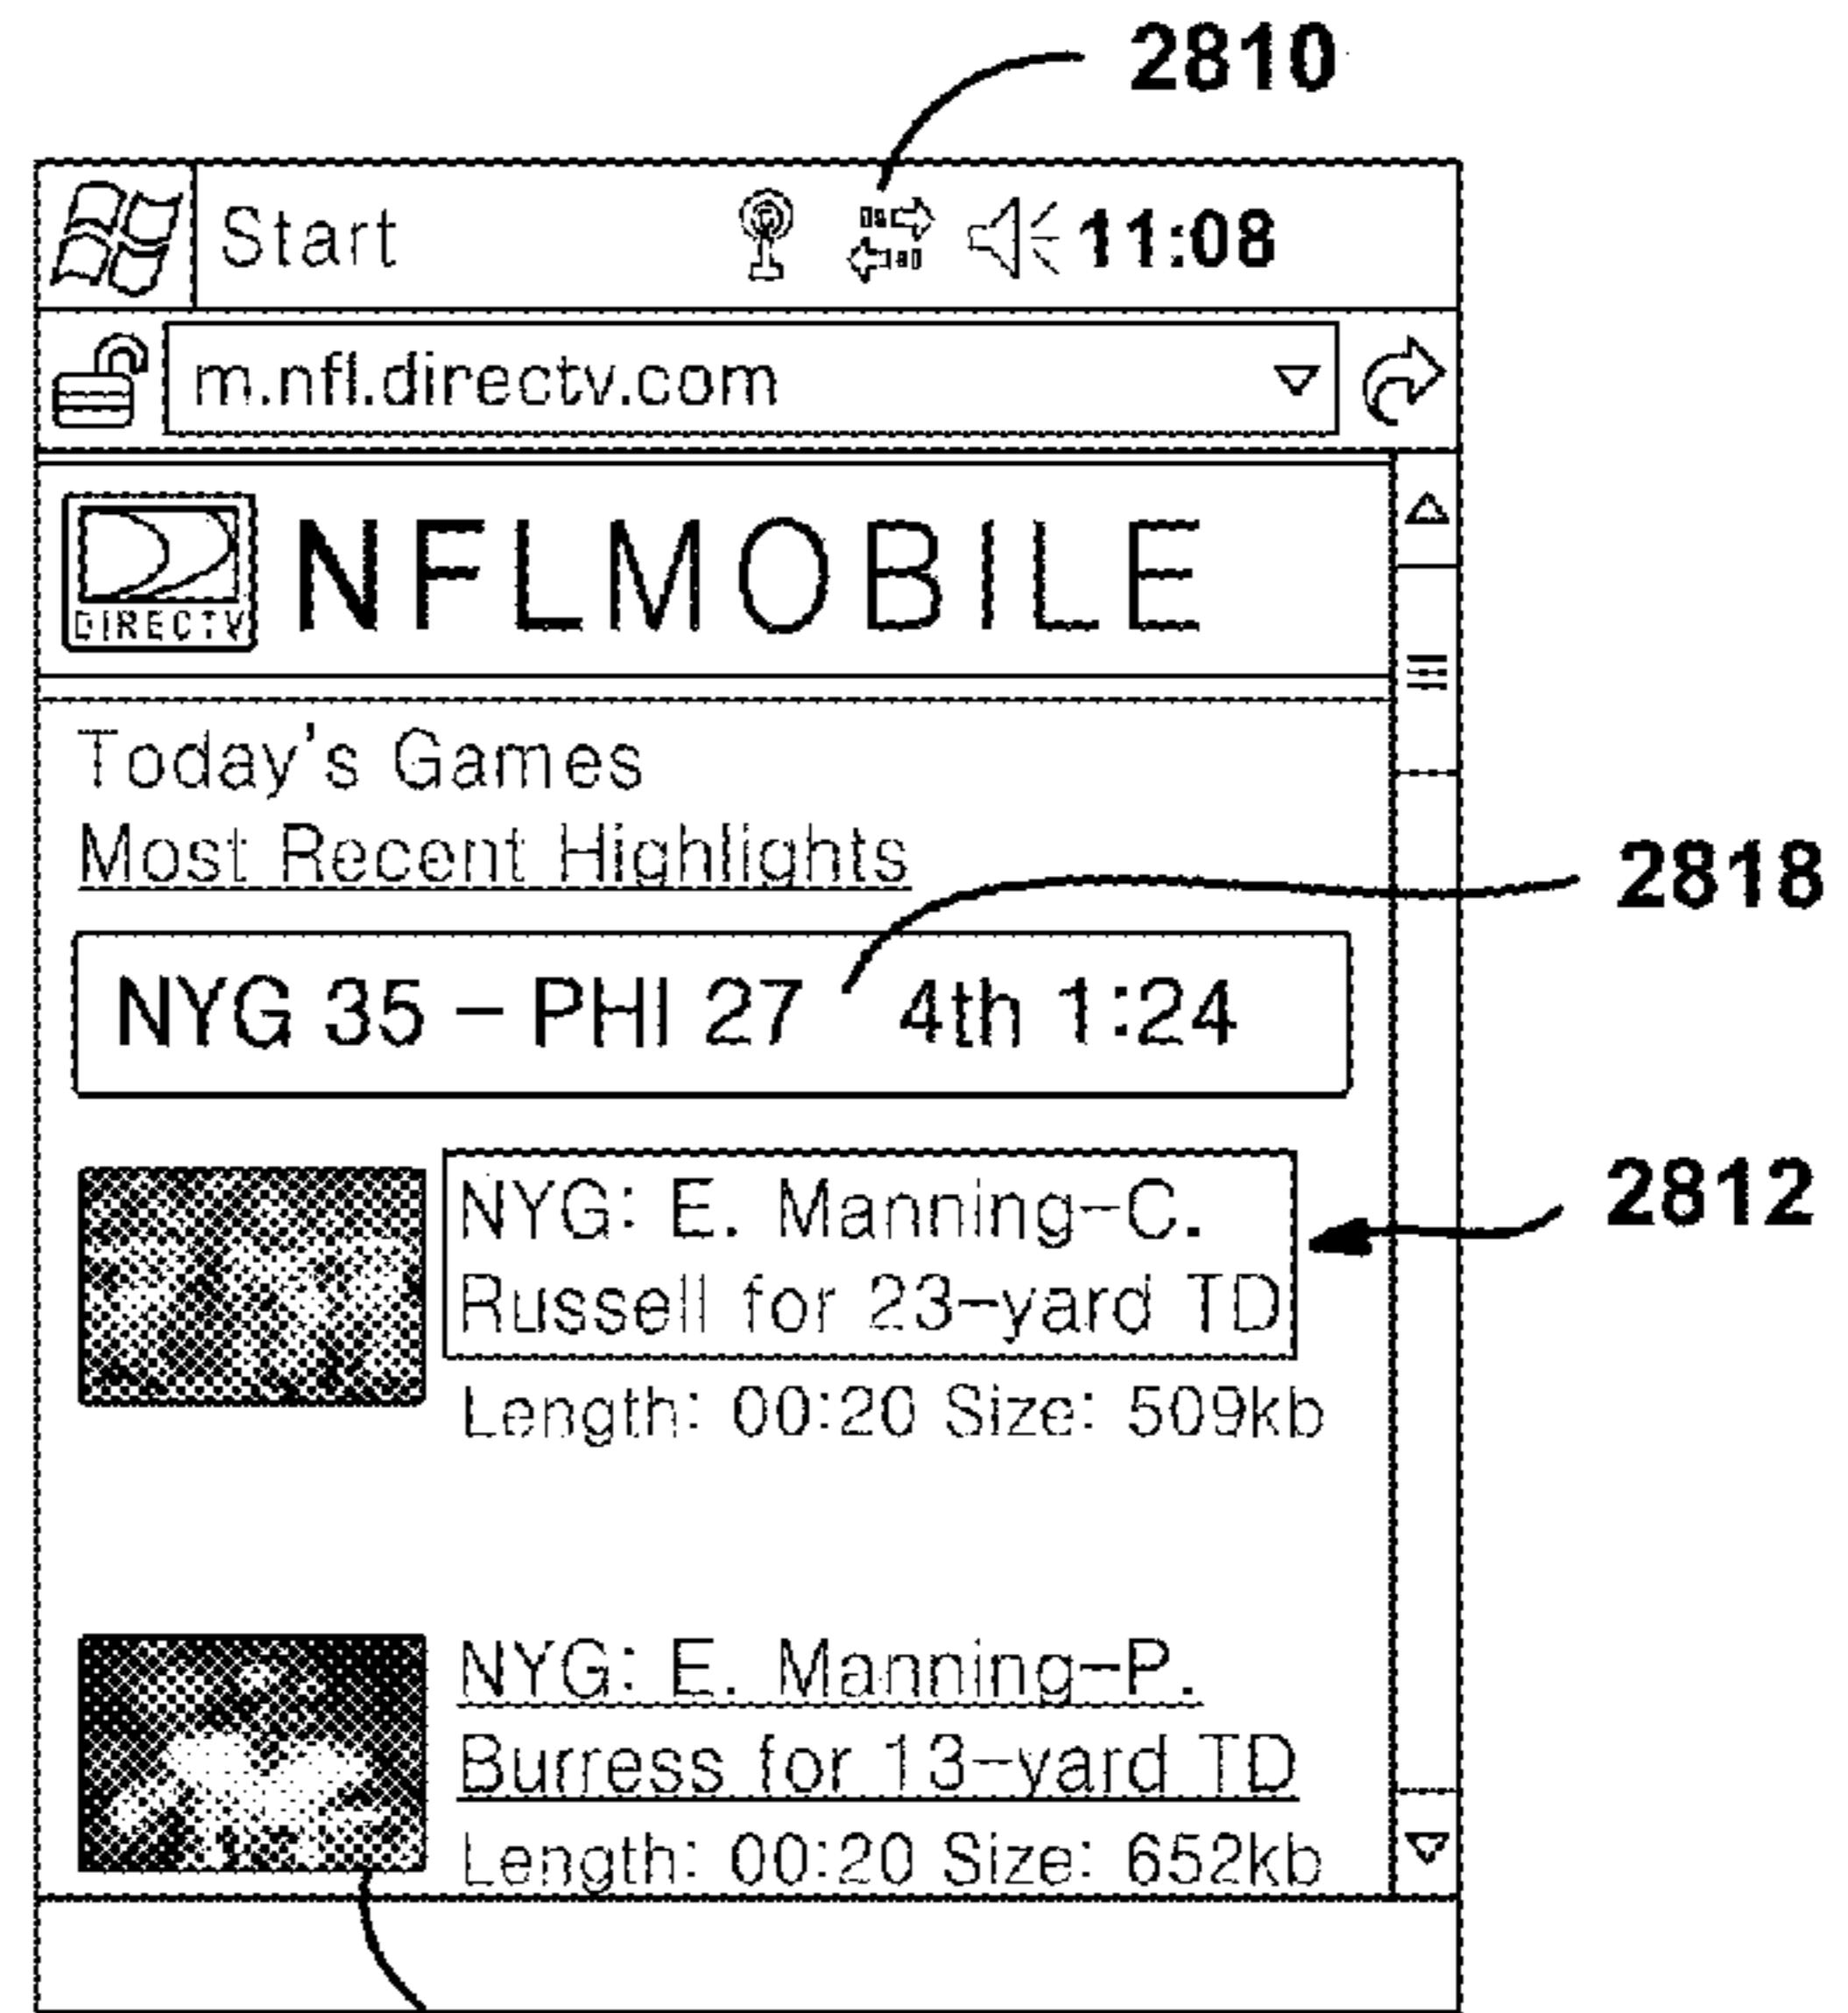 2810
Start 11:08
m.nfl.directv.com
DIRECTV NFLMOBILE
Today's Games
Most Recent Highlights
2818
NYG 35 – PHI 27 4th 1:24
2812
NYG: E. Manning–C.
Russell for 23–yard TD
Length: 00:20 Size: 509kb
NYG: E. Manning–P.
Burress for 13–yard TD
Length: 00:20 Size: 652kb